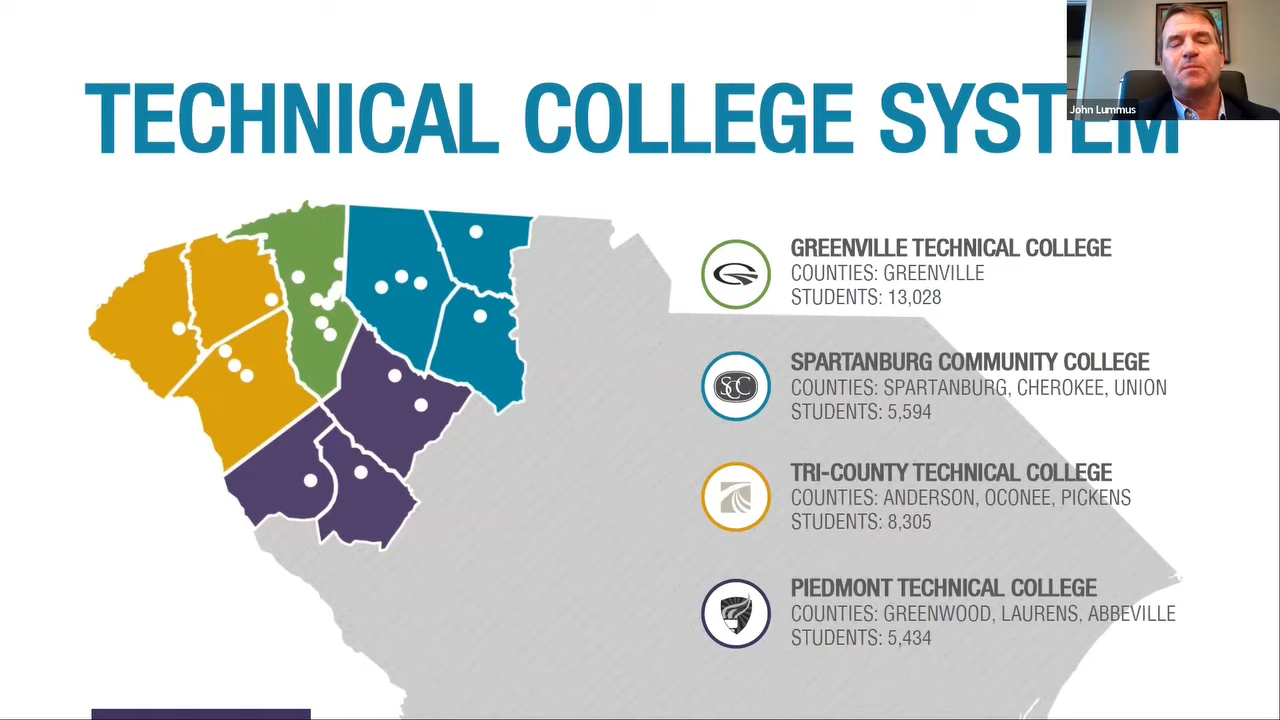 TECHNICAL COLLEGE SYSTEM
John Lummus
GREENVILLE TECHNICAL COLLEGE
COUNTIES: GREENVILLE
STUDENTS: 13,028
SPARTANBURG COMMUNITY COLLEGE
COUNTIES: SPARTANBURG, CHEROKEE, UNION
STUDENTS: 5,594
SCC
TRI-COUNTY TECHNICAL COLLEGE
COUNTIES: ANDERSON, OCONEE, PICKENS
STUDENTS: 8,305
PIEDMONT TECHNICAL COLLEGE
COUNTIES: GREENWOOD, LAURENS, ABBEVILLE
STUDENTS: 5,434